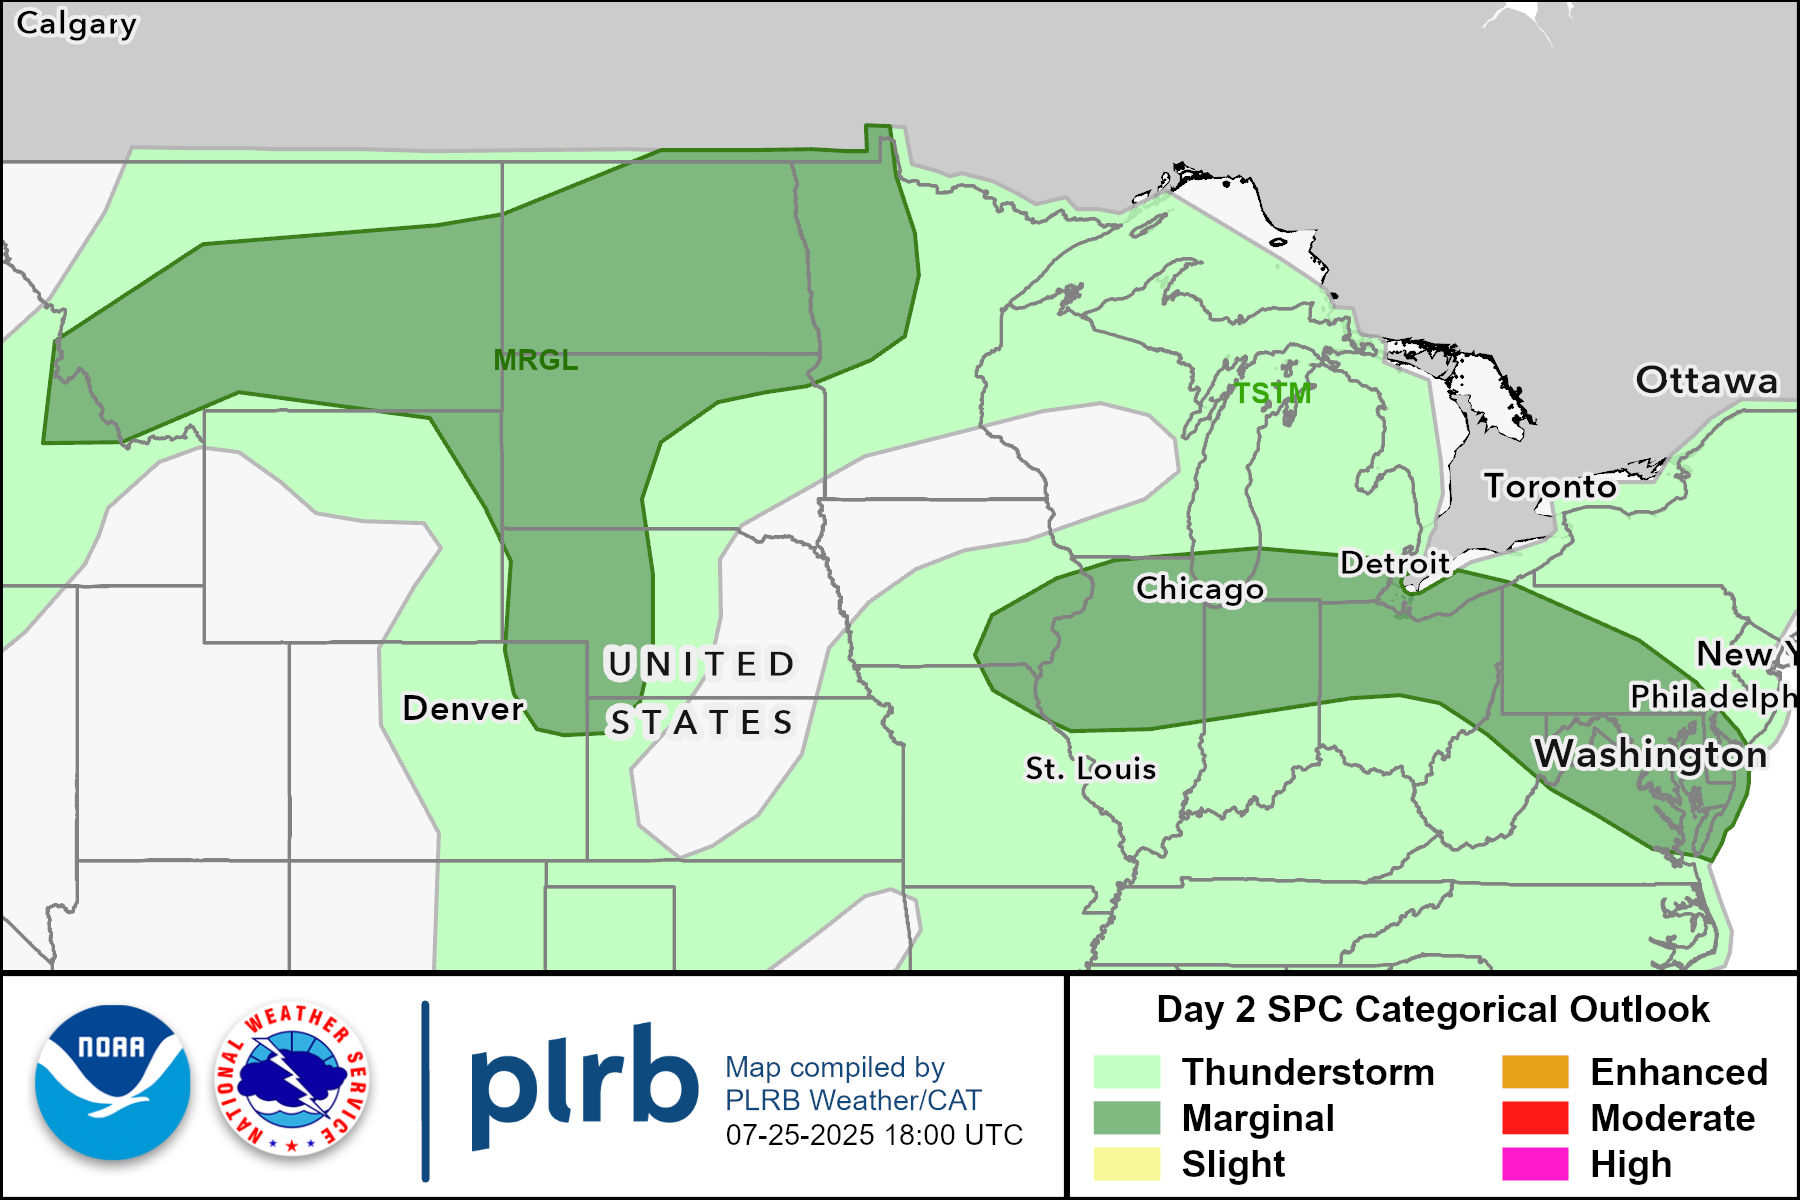 Calgary
MRGL
TSTM
Ottawa
Toronto
Detroit
Chicago
New Y
UNITED
Philadelph
Denver
STATES
Washington
St. Louis
NOAA
NATIONAL WEATHER SERVICE
plrb
Map compiled by
PLRB Weather/CAT
07-25-2025 18:00 UTC
Day 2 SPC Categorical Outlook
Thunderstorm
Marginal
Slight
Enhanced
Moderate
High